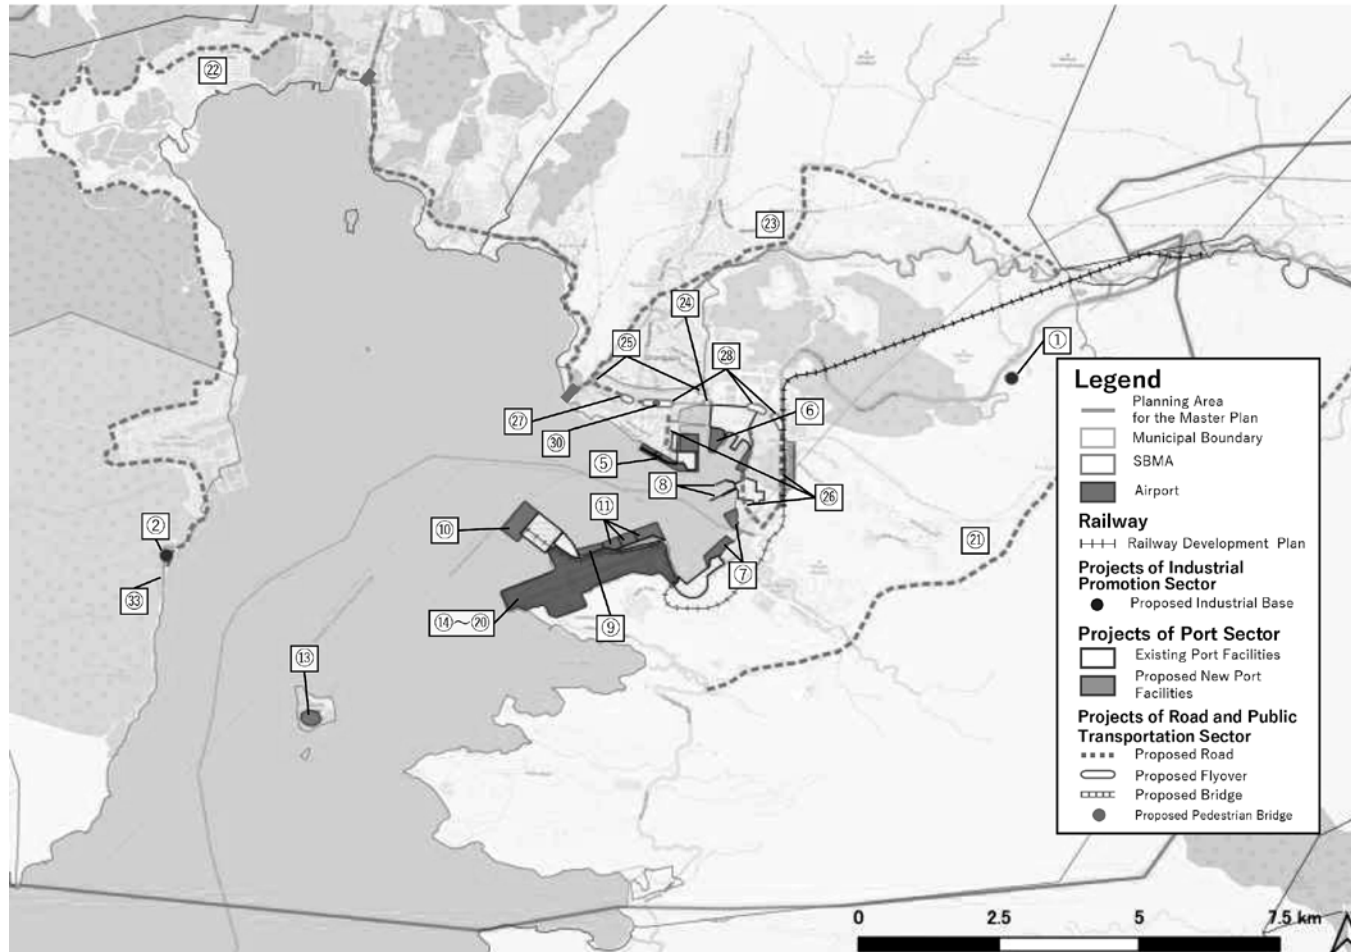 ㉒
㉓
㉔
㉕
㉘
①
㉗
㉚
⑥
⑤
⑧
㉖
⑩
⑪
②
㉑
㉝
⑦
⑭～⑳
⑨
⑬
Legend
Planning Area
for the Master Plan
Municipal Boundary
SBMA
Airport
Railway
Railway Development Plan
Projects of Industrial
Promotion Sector
Proposed Industrial Base
Projects of Port Sector
Existing Port Facilities
Proposed New Port
Facilities
Projects of Road and Public
Transportation Sector
Proposed Road
Proposed Flyover
Proposed Bridge
Proposed Pedestrian Bridge
0 2.5 5 7.5 km